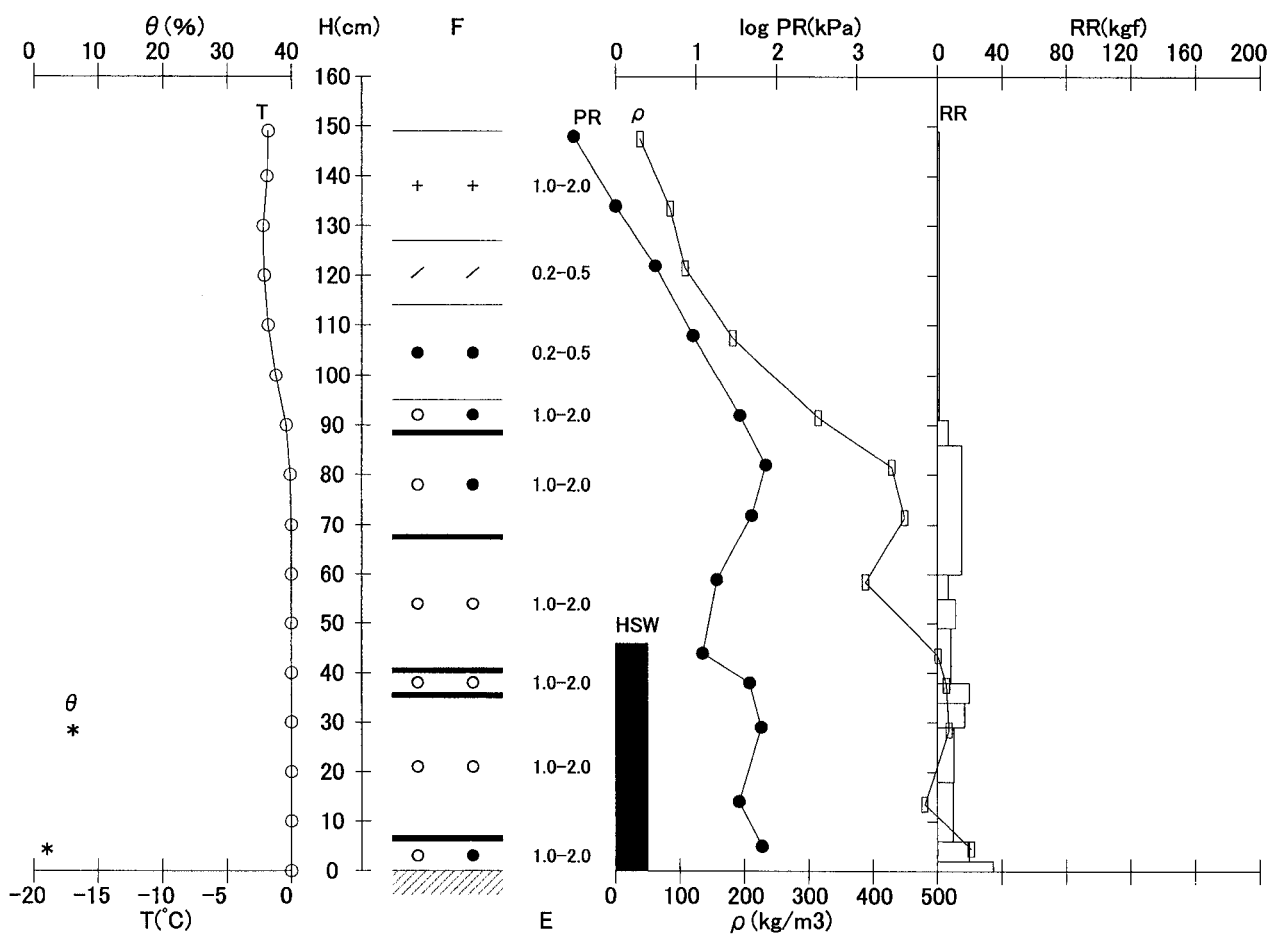 θ(%) H(cm) F log PR(kPa) RR(kgf)
0 10 20 30 40 0 1 2 3 0 40 80 120 160 200
160
T PR ρ RR
150
140 + + 1.0-2.0
130
120 0.2-0.5
110
0.2-0.5
100
90 1.0-2.0
80 1.0-2.0
70
60
1.0-2.0
50 HSW
40 1.0-2.0
θ
* 30
20 1.0-2.0
10
* 1.0-2.0
0
-20 -15 -10 -5 0 0 100 200 300 400 500
T(°C) E ρ (kg/m3)